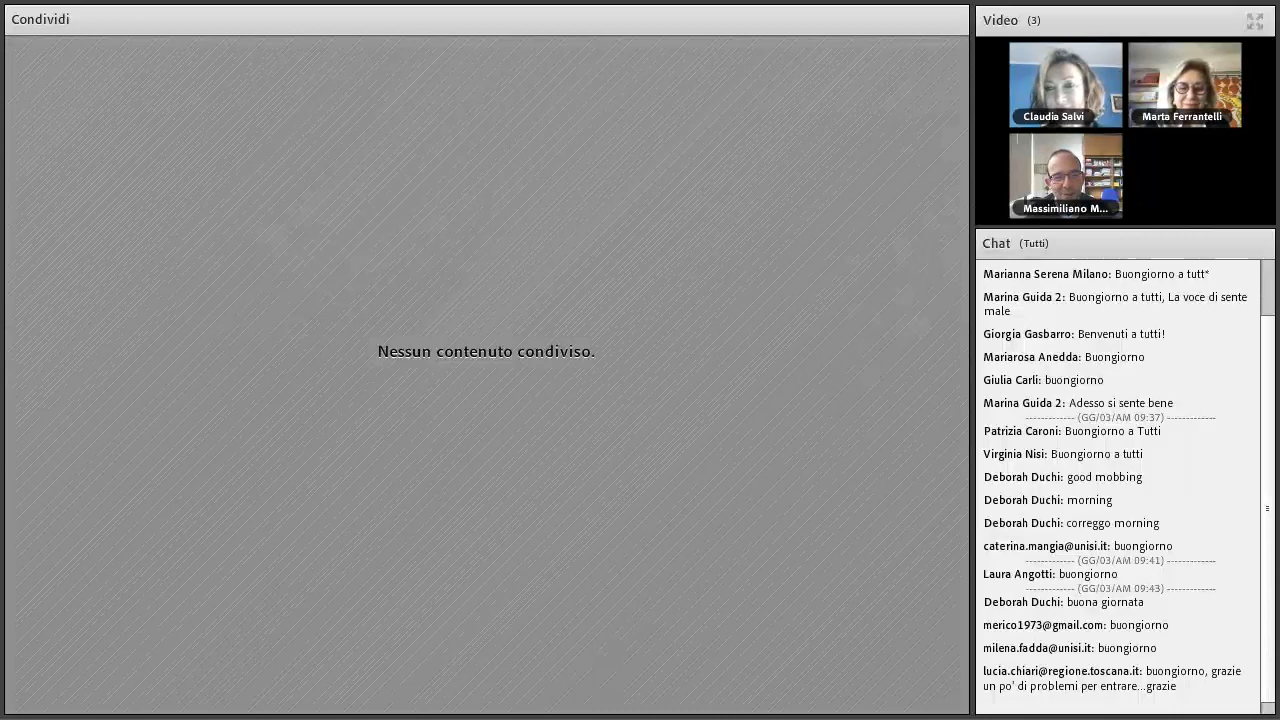 Condividi
Nessun contenuto condiviso.
Video (3)
Claudia Salvi
Marta Ferrantelli
Massimiliano M...
Chat (Tutti)
Marianna Serena Milano: Buongiorno a tutt*
Marina Guida 2: Buongiorno a tutti, La voce di sente
male
Giorgia Gasbarro: Benvenuti a tutti!
Mariarosa Anedda: Buongiorno
Giulia Carli: buongiorno
Marina Guida 2: Adesso si sente bene
------------- (GG/03/AM 09:37) -------------
Patrizia Caroni: Buongiorno a Tutti
Virginia Nisi: Buongiorno a tutti
Deborah Duchi: good mobbing
Deborah Duchi: morning
Deborah Duchi: correggo morning
caterina.mangia@unisi.it: buongiorno
------------- (GG/03/AM 09:41) -------------
Laura Angotti: buongiorno
------------- (GG/03/AM 09:43) -------------
Deborah Duchi: buona giornata
merico1973@gmail.com: buongiorno
milena.fadda@unisi.it: buongiorno
lucia.chiari@regione.toscana.it: buongiorno, grazie
un po' di problemi per entrare...grazie